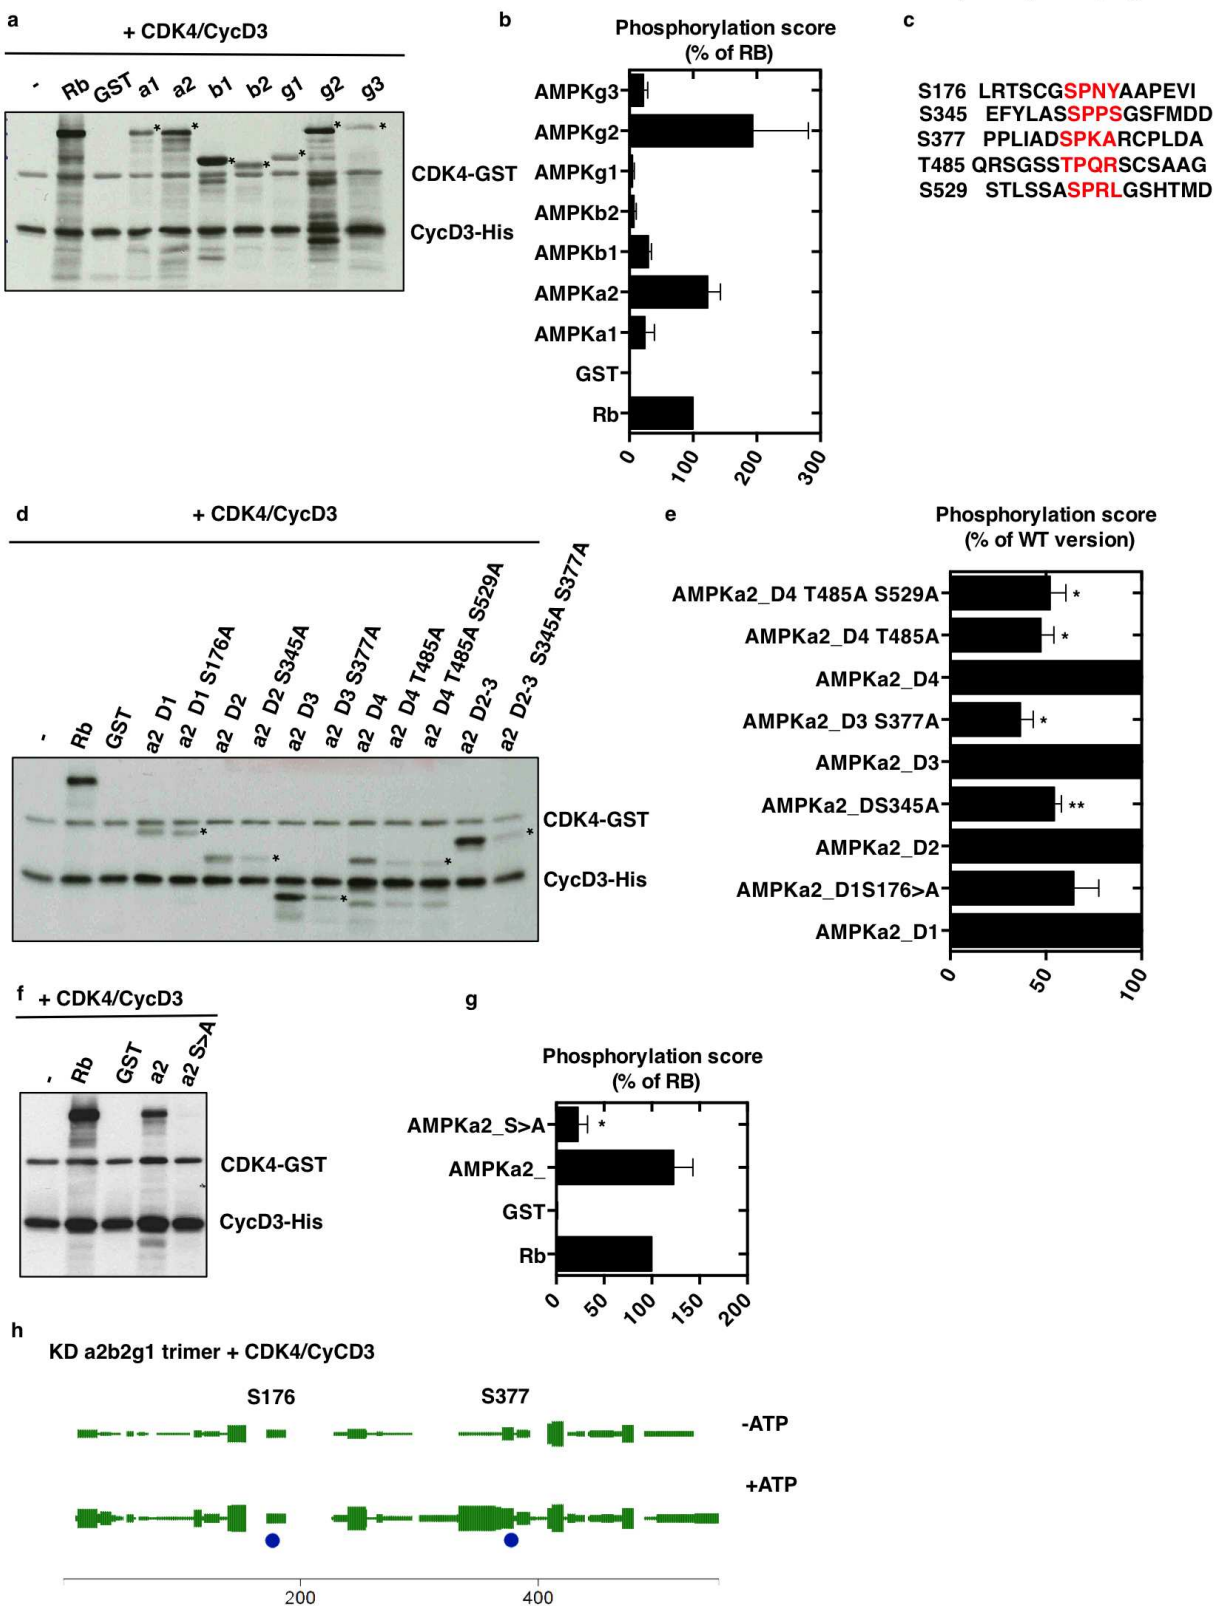 a
+ CDK4/CycD3
- Rb GST a1 a2 b1 b2 g1 g2 g3
* * * * * * *
CDK4-GST
CycD3-His
b
Phosphorylation score
(% of RB)
AMPKg3
AMPKg2
AMPKg1
AMPKb2
AMPKb1
AMPKa2
AMPKa1
GST
Rb
0 100 200 300
c
S176 LRTSCGSPNYAAPEVI
S345 EFYLASSPPSGSFMDD
S377 PPLIADSPKARCPLDA
T485 QRSGSSTPQRSCSAAG
S529 STLSSASPRLGSHTMD
d
+ CDK4/CycD3
-
Rb
GST
a2 D1
a2 D1 S176A
a2 D2
a2 D2 S345A
a2 D3
a2 D3 S377A
a2 D4
a2 D4 T485A
a2 D4 T485A S529A
a2 D2-3
a2 D2-3 S345A S377A
* * * * *
CDK4-GST
CycD3-His
e
Phosphorylation score
(% of WT version)
AMPKa2_D4 T485A S529A *
AMPKa2_D4 T485A *
AMPKa2_D4
AMPKa2_D3 S377A *
AMPKa2_D3
AMPKa2_DS345A **
AMPKa2_D2
AMPKa2_D1S176>A
AMPKa2_D1
0 50 100
f
+ CDK4/CycD3
- Rb GST a2 a2 S>A
CDK4-GST
CycD3-His
g
Phosphorylation score
(% of RB)
AMPKa2_S>A *
AMPKa2_
GST
Rb
0 50 100 150 200
h
KD a2b2g1 trimer + CDK4/CyCD3
S176 S377
-ATP
+ATP
200 400